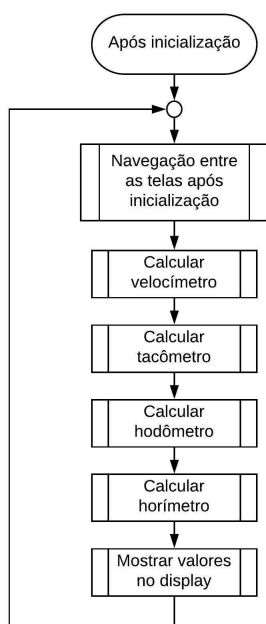 Após inicialização
Navegação entre
as telas após
inicialização
Calcular
velocímetro
Calcular
tacômetro
Calcular
hodômetro
Calcular
horímetro
Mostrar valores
no display